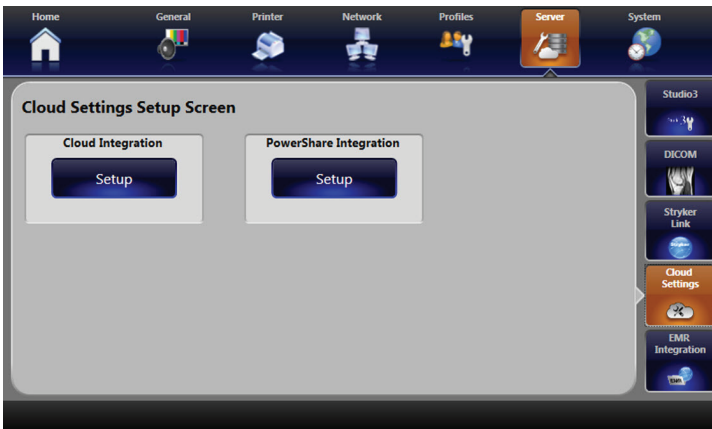 Home General Printer Network Profiles Server System
Cloud Settings Setup Screen
Cloud Integration PowerShare Integration
Setup Setup
Studio3
DICOM
Stryker
Link
Cloud
Settings
EMR
Integration
EMR